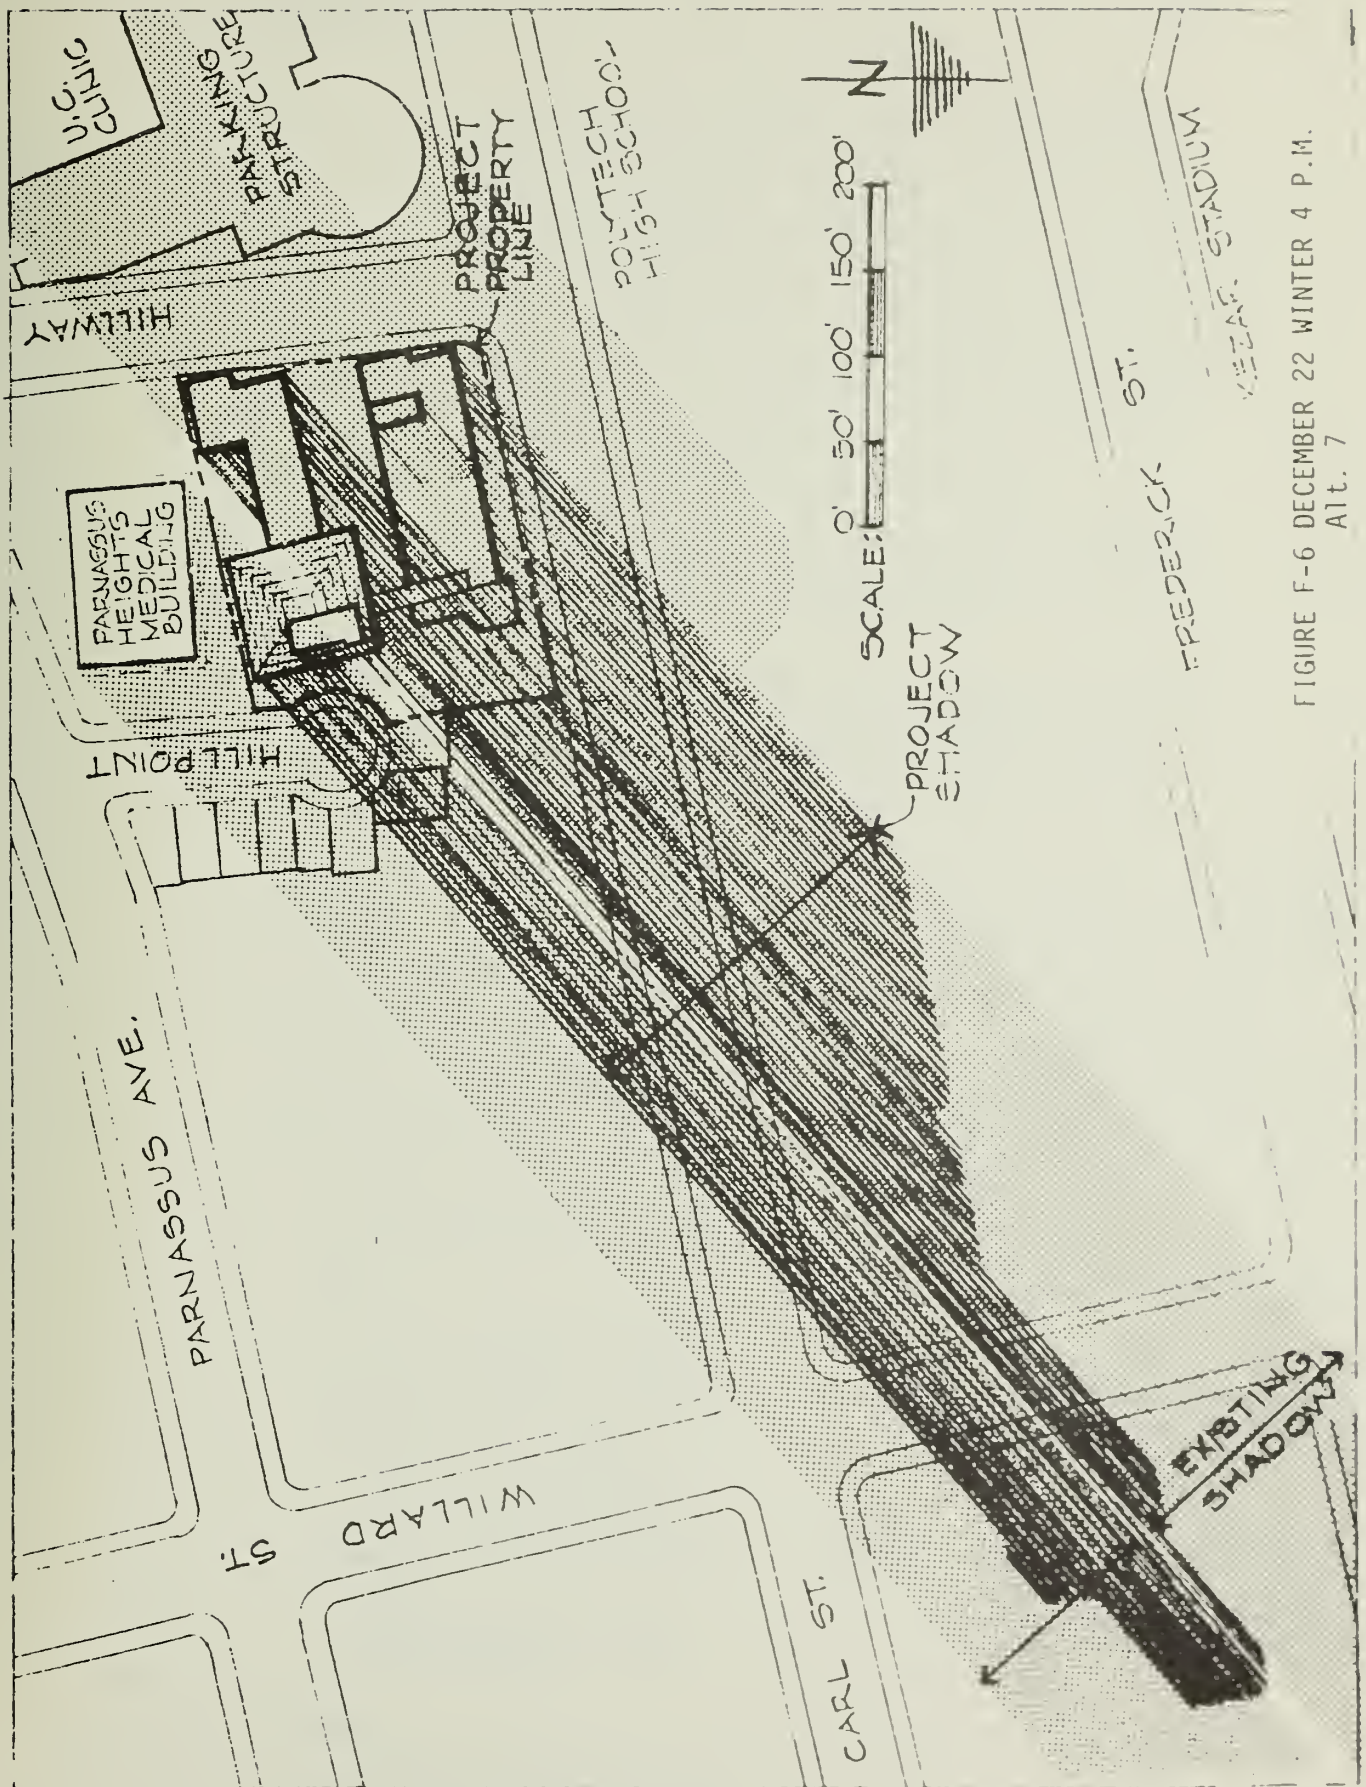 U.C.
CLINIC
PARKING
STRUCTURE
HILLWAY
PROJECT
PROPERTY
LINE
POLYTECH
HIGH SCHOOL
N
PARNASSUS
HEIGHTS
MEDICAL
BUILDING
HILL POINT
SCALE:
0' 50' 100' 150' 200'
PROJECT
SHADOW
FREDERICK ST.
KEZAR STADIUM
PARNASSUS AVE.
WILLARD
ST.
CARL ST.
EXISTING
SHADOW
FIGURE F-6 DECEMBER 22 WINTER 4 P.M.
Alt. 7